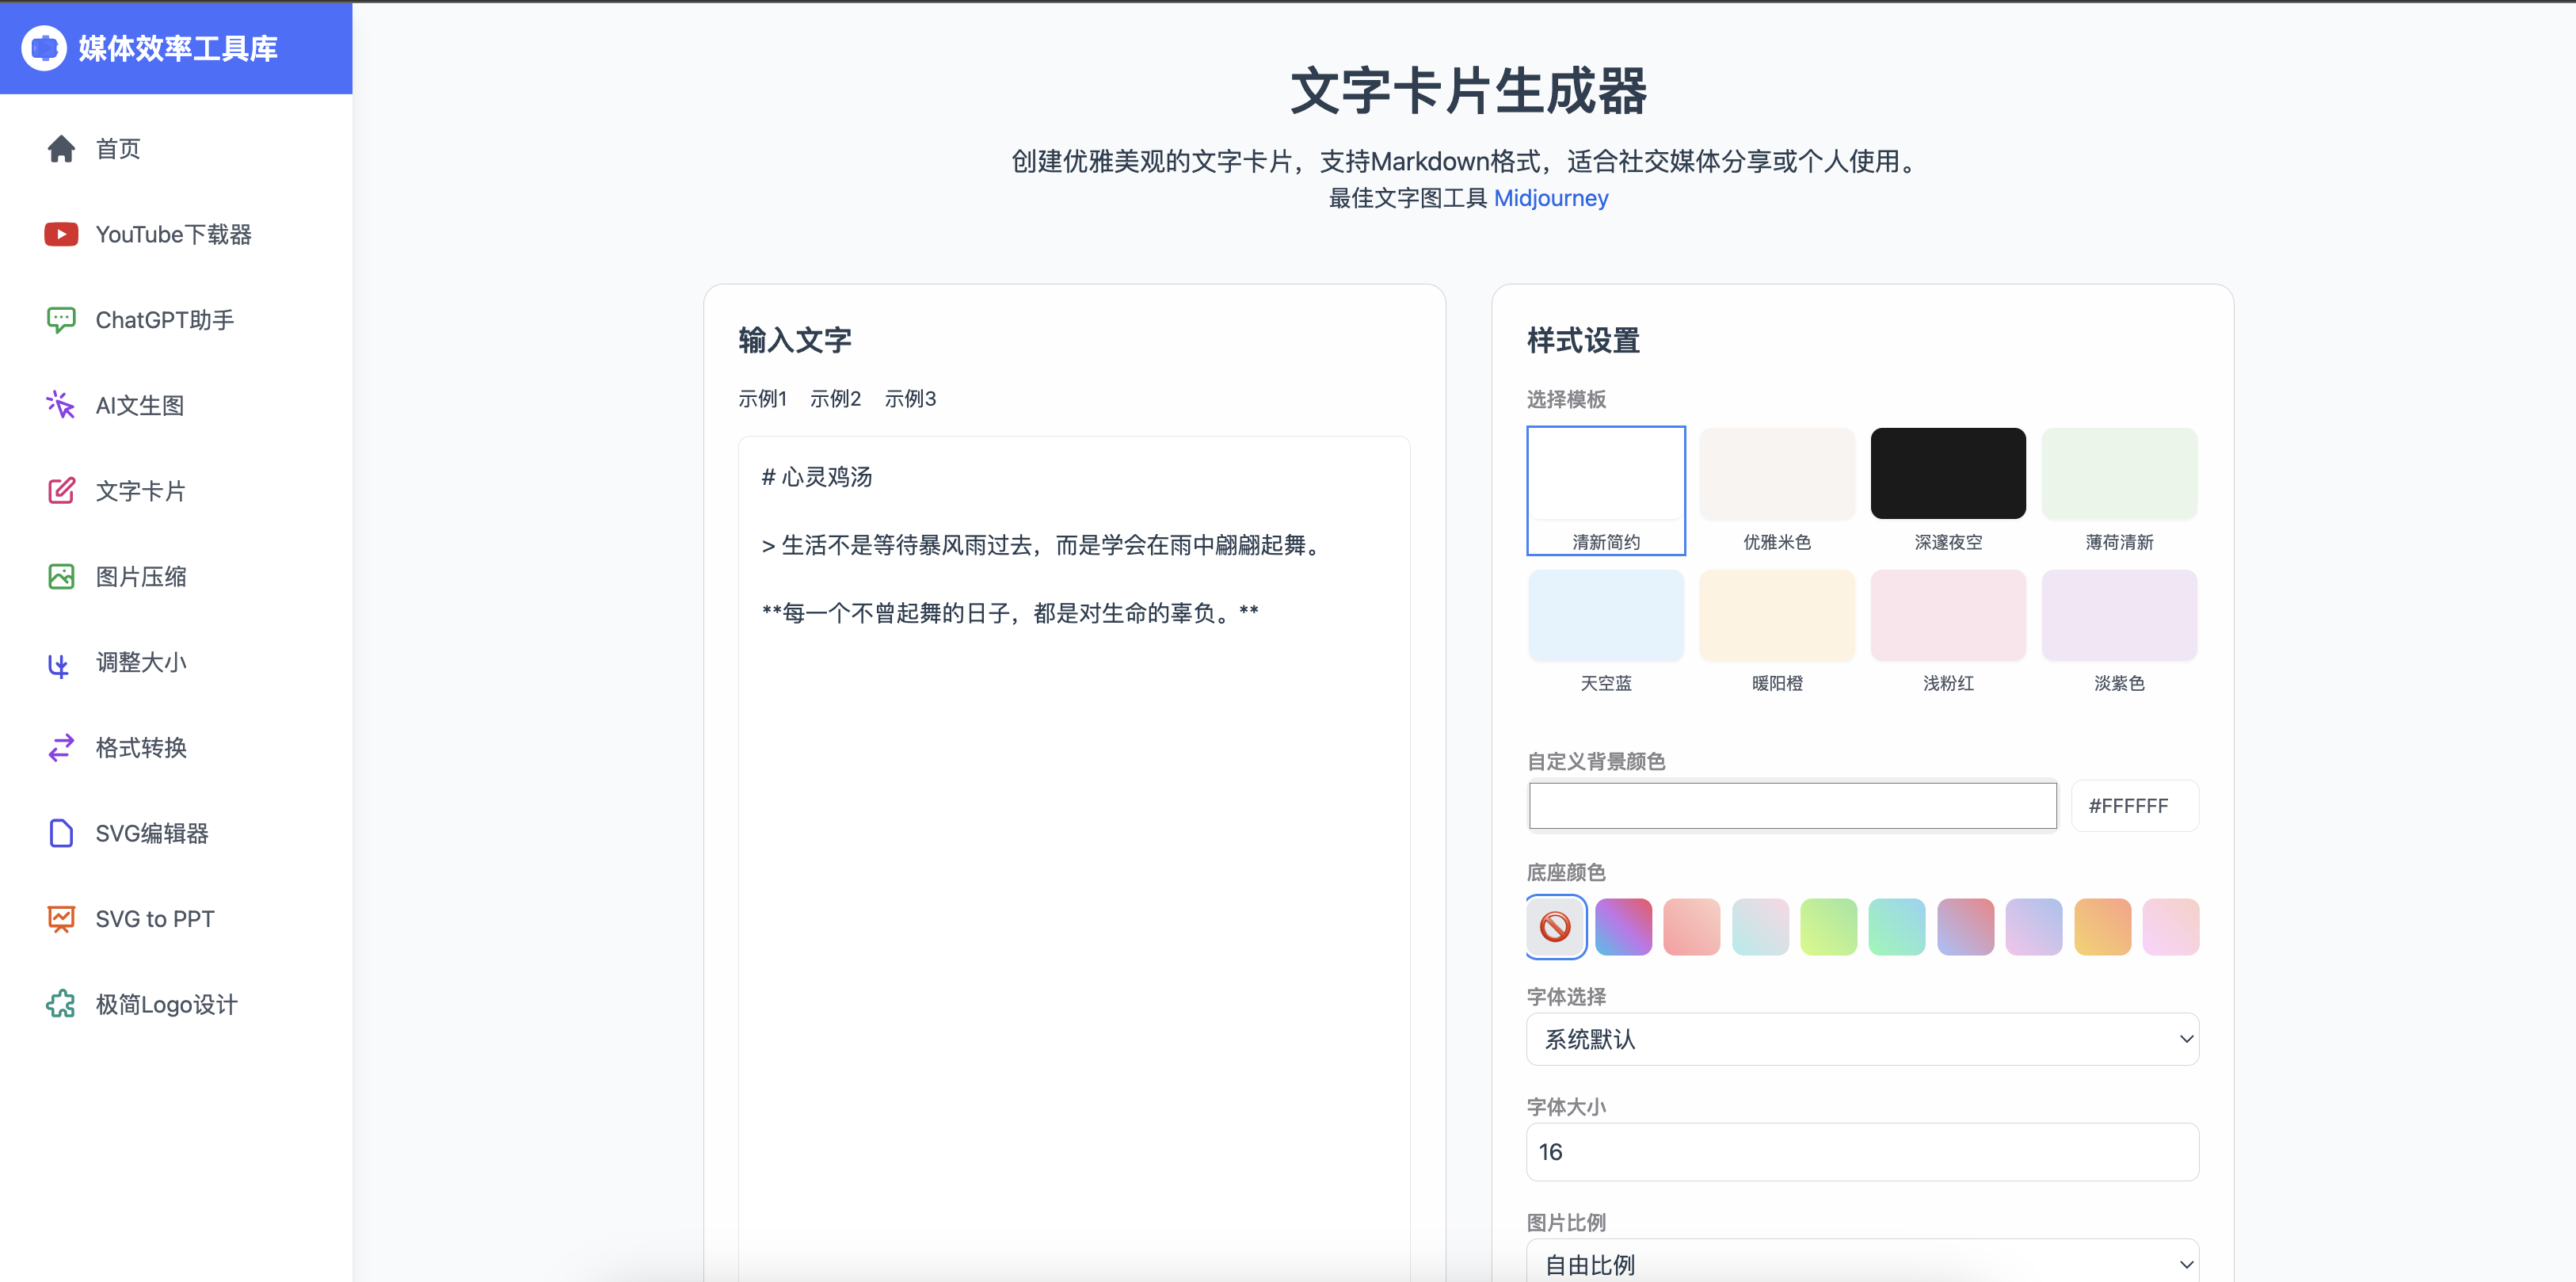 媒体效率工具库
首页
YouTube下载器
ChatGPT助手
AI文生图
文字卡片
图片压缩
调整大小
格式转换
SVG编辑器
SVG to PPT
极简Logo设计
文字卡片生成器
创建优雅美观的文字卡片，支持Markdown格式，适合社交媒体分享或个人使用。
最佳文字图工具 Midjourney
输入文字
示例1 示例2 示例3
# 心灵鸡汤
> 生活不是等待暴风雨过去，而是学会在雨中翩翩起舞。
**每一个不曾起舞的日子，都是对生命的辜负。**
样式设置
选择模板
清新简约 优雅米色 深邃夜空 薄荷清新
天空蓝 暖阳橙 浅粉红 淡紫色
自定义背景颜色
#FFFFFF
底座颜色
字体选择
系统默认
字体大小
16
图片比例
自由比例